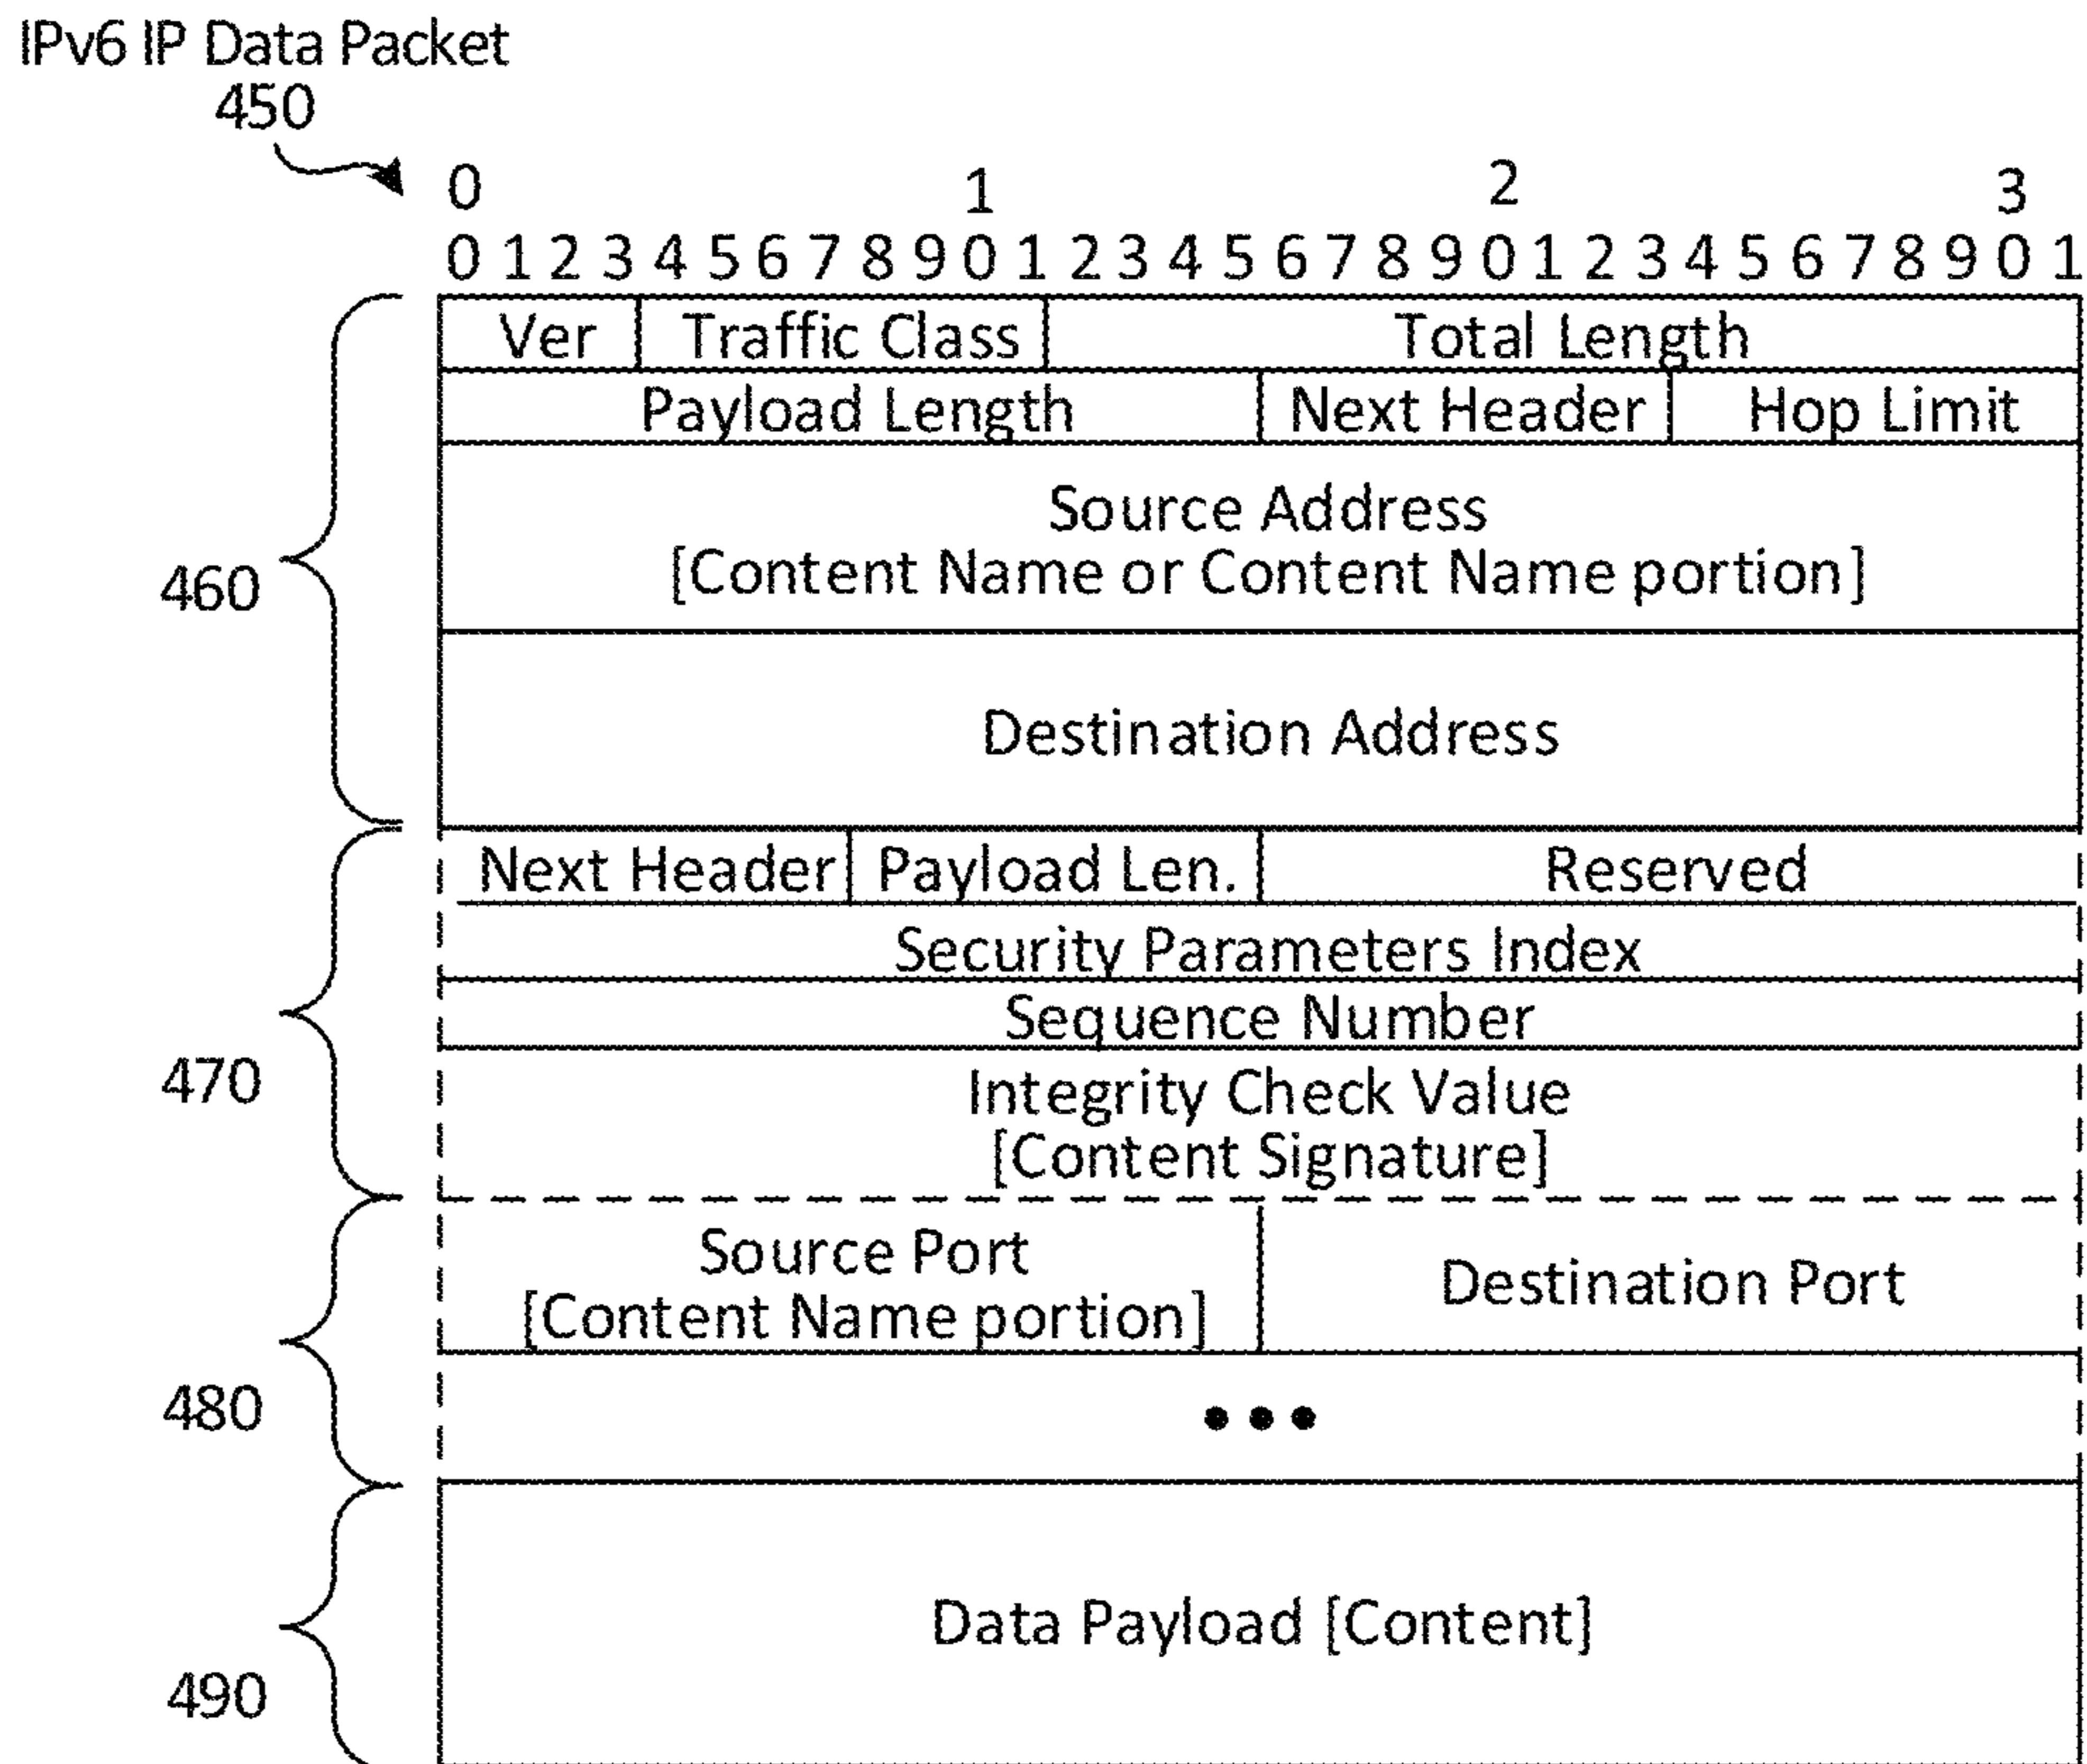 IPv6 IP Data Packet
450
0 1 2 3
0 1 2 3 4 5 6 7 8 9 0 1 2 3 4 5 6 7 8 9 0 1 2 3 4 5 6 7 8 9 0 1
Ver Traffic Class Total Length
Payload Length Next Header Hop Limit
Source Address
[Content Name or Content Name portion]
460
Destination Address
Next Header Payload Len. Reserved
Security Parameters Index
Sequence Number
470
Integrity Check Value
[Content Signature]
Source Port
[Content Name portion]
Destination Port
480
•••
Data Payload [Content]
490